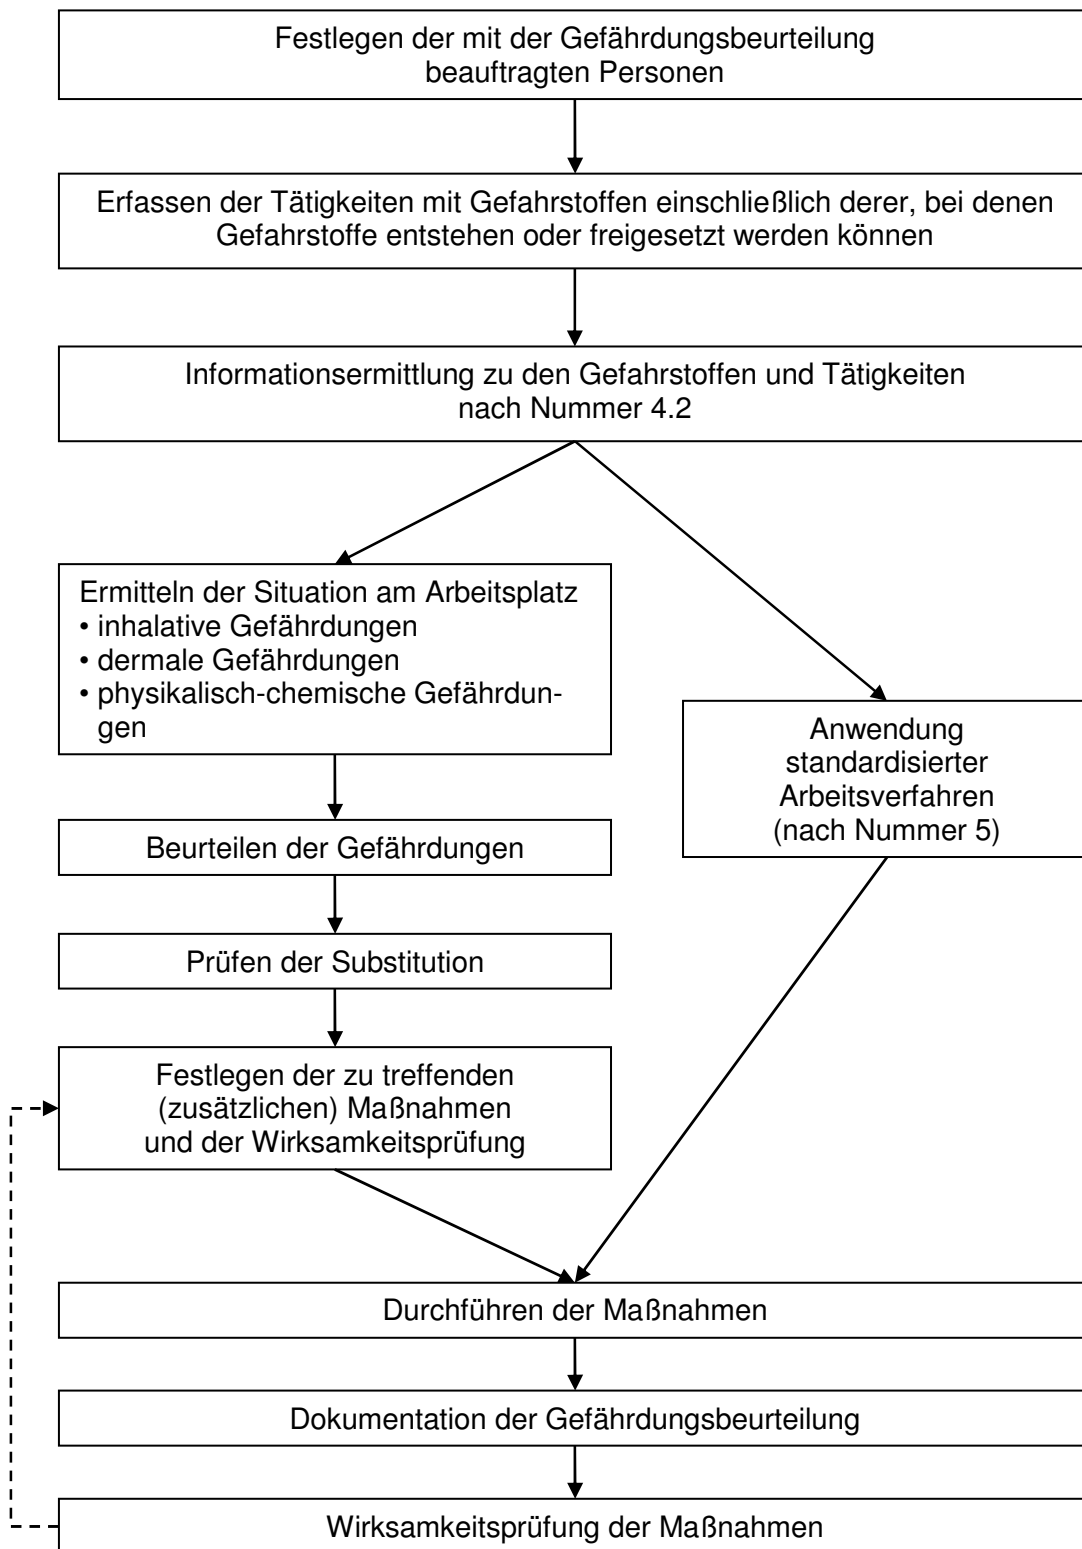 Festlegen der mit der Gefährdungsbeurteilung
beauftragten Personen
Erfassen der Tätigkeiten mit Gefahrstoffen einschließlich derer, bei denen
Gefahrstoffe entstehen oder freigesetzt werden können
Informationsermittlung zu den Gefahrstoffen und Tätigkeiten
nach Nummer 4.2
Ermitteln der Situation am Arbeitsplatz
• inhalative Gefährdungen
• dermale Gefährdungen
• physikalisch-chemische Gefährdun-
gen
Anwendung
standardisierter
Arbeitsverfahren
(nach Nummer 5)
Beurteilen der Gefährdungen
Prüfen der Substitution
Festlegen der zu treffenden
(zusätzlichen) Maßnahmen
und der Wirksamkeitsprüfung
Durchführen der Maßnahmen
Dokumentation der Gefährdungsbeurteilung
Wirksamkeitsprüfung der Maßnahmen